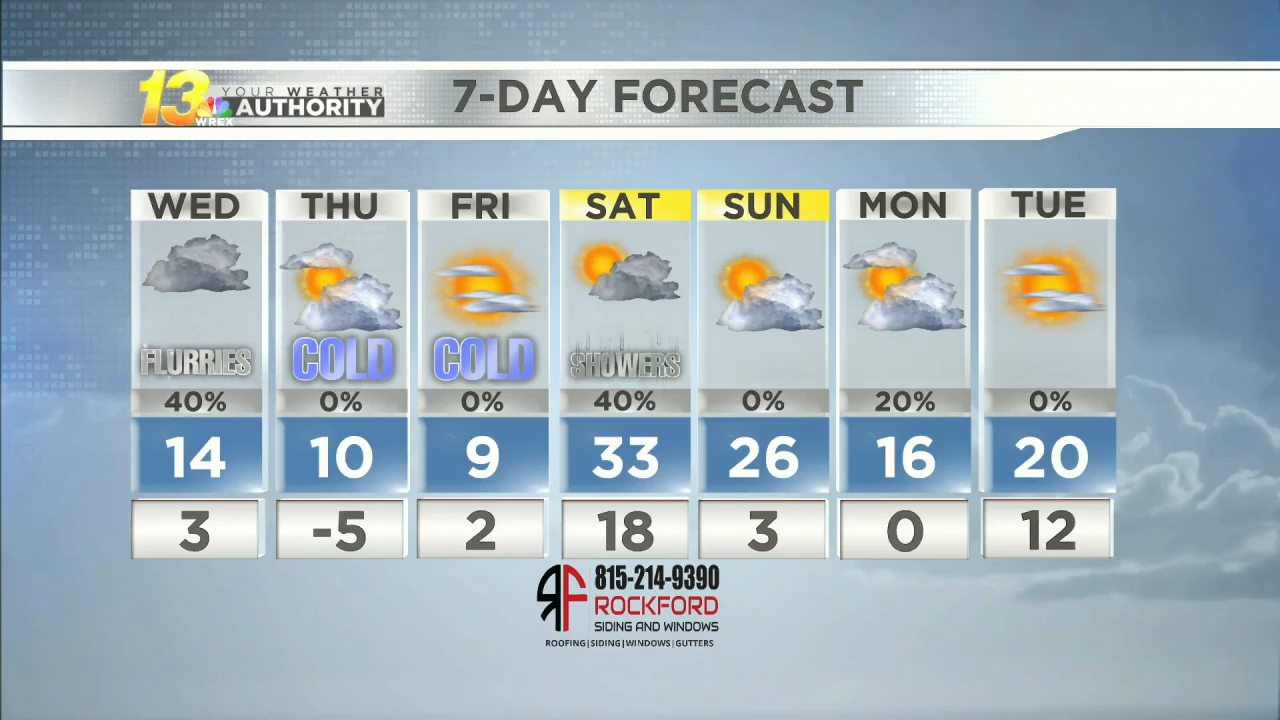 13 WREX YOUR WEATHER AUTHORITY
7-DAY FORECAST
WED THU FRI SAT SUN MON TUE
FLURRIES COLD COLD SHOWERS
40% 0% 0% 40% 0% 20% 0%
14 10 9 33 26 16 20
3 -5 2 18 3 0 12
RF
815-214-9390
ROCKFORD
SIDING AND WINDOWS
ROOFING|SIDING|WINDOWS|GUTTERS